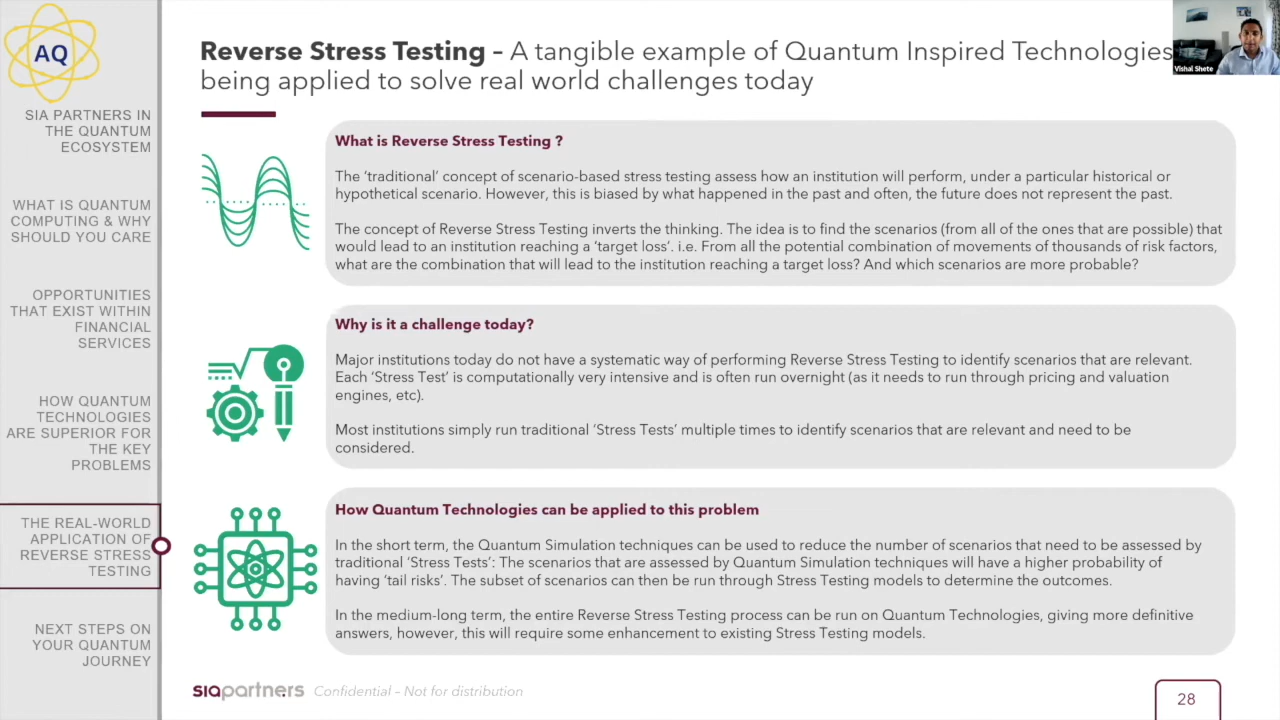 AQ
SIA PARTNERS IN
THE QUANTUM
ECOSYSTEM
WHAT IS QUANTUM
COMPUTING & WHY
SHOULD YOU CARE
OPPORTUNITIES
THAT EXIST WITHIN
FINANCIAL
SERVICES
HOW QUANTUM
TECHNOLOGIES
ARE SUPERIOR FOR
THE KEY
PROBLEMS
THE REAL-WORLD
APPLICATION OF
REVERSE STRESS
TESTING
NEXT STEPS ON
YOUR QUANTUM
JOURNEY
Reverse Stress Testing – A tangible example of Quantum Inspired Technologies
being applied to solve real world challenges today
Vishal Shete
What is Reverse Stress Testing ?
The ‘traditional’ concept of scenario-based stress testing assess how an institution will perform, under a particular historical or
hypothetical scenario. However, this is biased by what happened in the past and often, the future does not represent the past.
The concept of Reverse Stress Testing inverts the thinking. The idea is to find the scenarios (from all of the ones that are possible) that
would lead to an institution reaching a ‘target loss’. i.e. From all the potential combination of movements of thousands of risk factors,
what are the combination that will lead to the institution reaching a target loss? And which scenarios are more probable?
Why is it a challenge today?
Major institutions today do not have a systematic way of performing Reverse Stress Testing to identify scenarios that are relevant.
Each ‘Stress Test’ is computationally very intensive and is often run overnight (as it needs to run through pricing and valuation
engines, etc).
Most institutions simply run traditional ‘Stress Tests’ multiple times to identify scenarios that are relevant and need to be
considered.
How Quantum Technologies can be applied to this problem
In the short term, the Quantum Simulation techniques can be used to reduce the number of scenarios that need to be assessed by
traditional ‘Stress Tests’: The scenarios that are assessed by Quantum Simulation techniques will have a higher probability of
having ‘tail risks’. The subset of scenarios can then be run through Stress Testing models to determine the outcomes.
In the medium-long term, the entire Reverse Stress Testing process can be run on Quantum Technologies, giving more definitive
answers, however, this will require some enhancement to existing Stress Testing models.
siapartners Confidential – Not for distribution
28